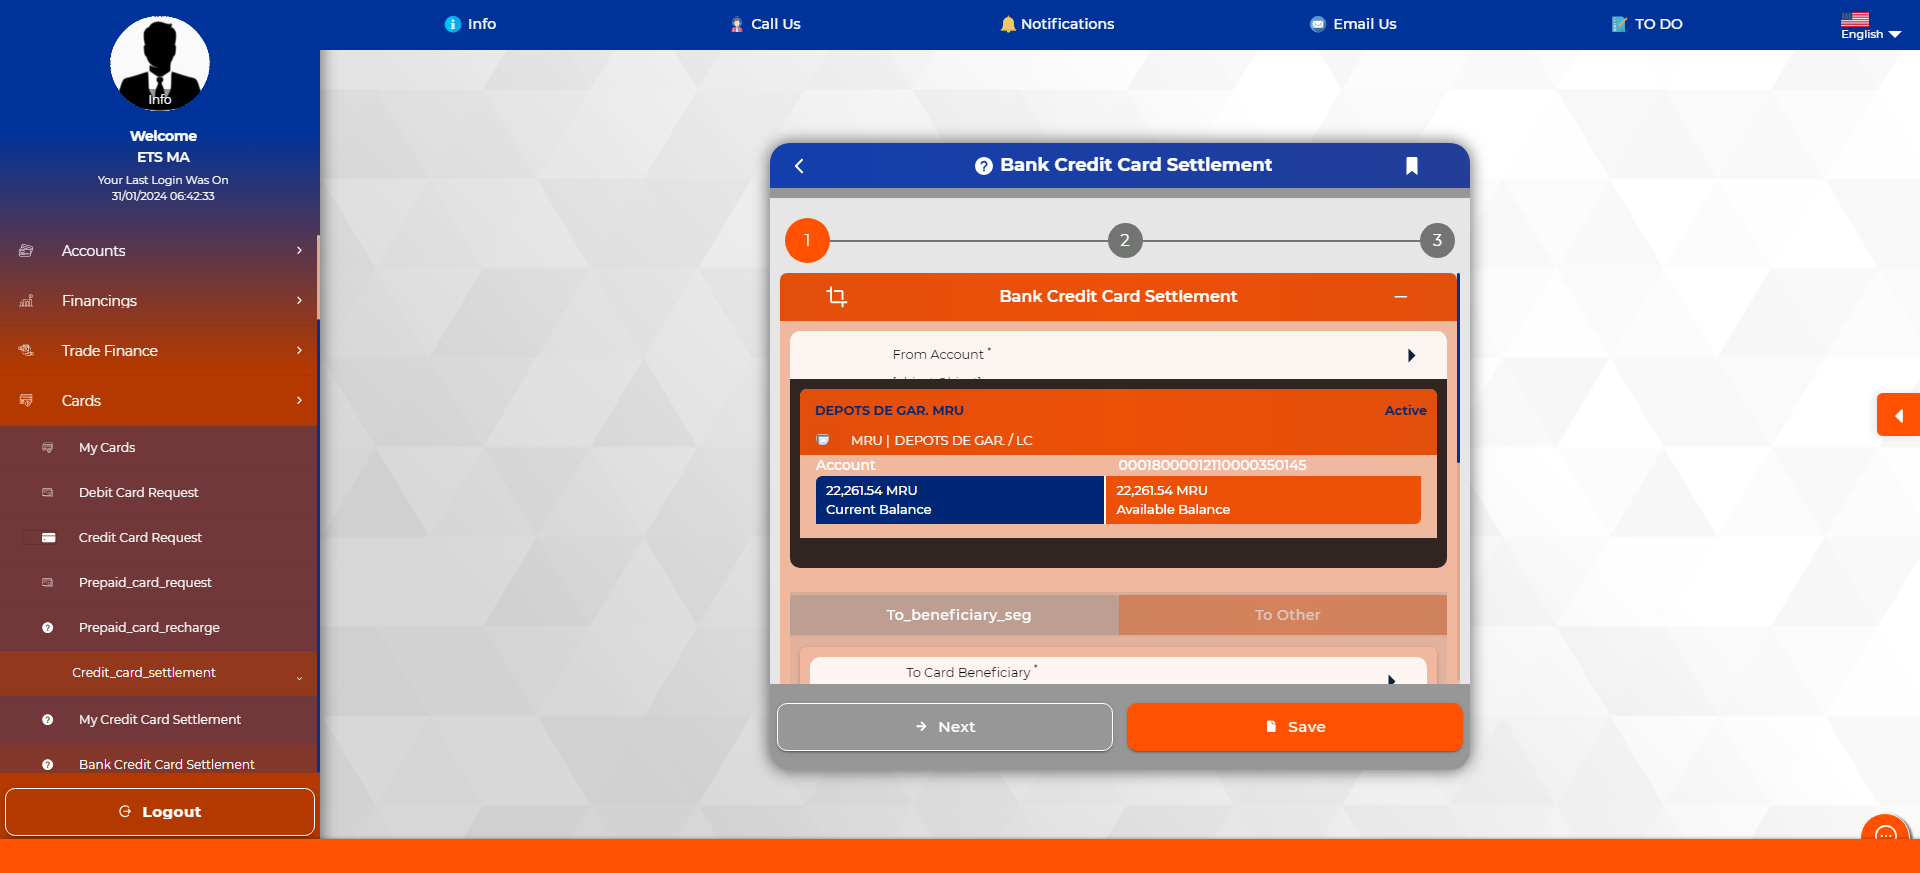 Info
Call Us
Notifications
Email Us
TO DO
English
Info
Welcome
ETS MA
Your Last Login Was On
31/01/2024 06:42:33
Accounts
Financings
Trade Finance
Cards
My Cards
Debit Card Request
Credit Card Request
Prepaid_card_request
Prepaid_card_recharge
Credit_card_settlement
My Credit Card Settlement
Bank Credit Card Settlement
Logout
Bank Credit Card Settlement
1
2
3
Bank Credit Card Settlement
From Account *
DEPOTS DE GAR. MRU
Active
MRU | DEPOTS DE GAR. / LC
Account
00018000012110000350145
22,261.54 MRU
Current Balance
22,261.54 MRU
Available Balance
To_beneficiary_seg
To Other
To Card Beneficiary *
Next
Save